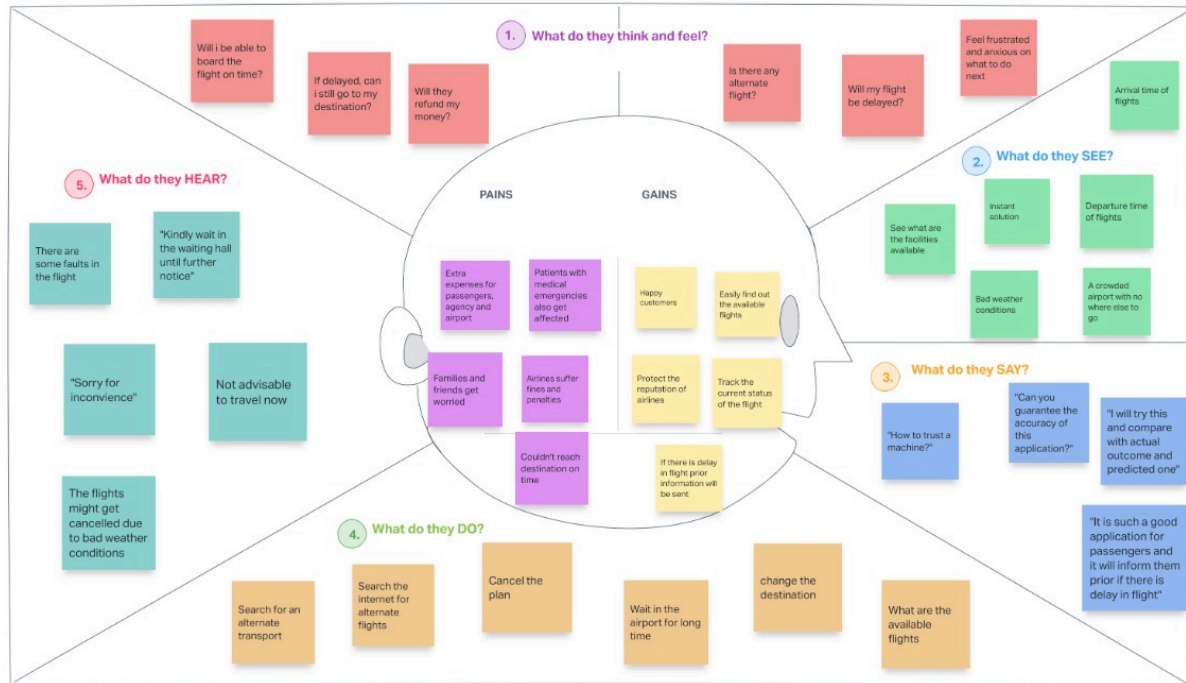 1. What do they think and feel?
Will i be able to
board the
flight on time?
If delayed, can
i still go to my
destination?
Will they
refund my
money?
Is there any
alternate
flight?
Will my flight
be delayed?
Feel frustrated
and anxious on
what to do
next
2. What do they SEE?
Arrival time of
flights
See what are
the facilities
available
Instant
solution
Departure time
of flights
Bad weather
conditions
A crowded
airport with no
where else to
go
3. What do they SAY?
"How to trust a
machine?"
"Can you
guarantee the
accuracy of
this
application?"
"I will try this
and compare
with actual
outcome and
predicted one"
"It is such a good
application for
passengers and
it will inform them
prior if there is
delay in flight"
4. What do they DO?
Search for an
alternate
transport
Search the
internet for
alternate
flights
Cancel the
plan
Wait in the
airport for long
time
change the
destination
What are the
available
flights
5. What do they HEAR?
There are
some faults in
the flight
"Kindly wait in
the waiting hall
until further
notice"
"Sorry for
inconvience"
Not advisable
to travel now
The flights
might get
cancelled due
to bad weather
conditions
PAINS
Extra
expenses for
passengers,
agency and
airport
Patients with
medical
emergencies
also get
affected
Families and
friends get
worried
Airlines suffer
fines and
penalties
Couldn't reach
destination on
time
GAINS
Happy
customers
Easily find out
the available
flights
Protect the
reputation of
airlines
Track the
current status
of the flight
If there is delay
in flight prior
information will
be sent